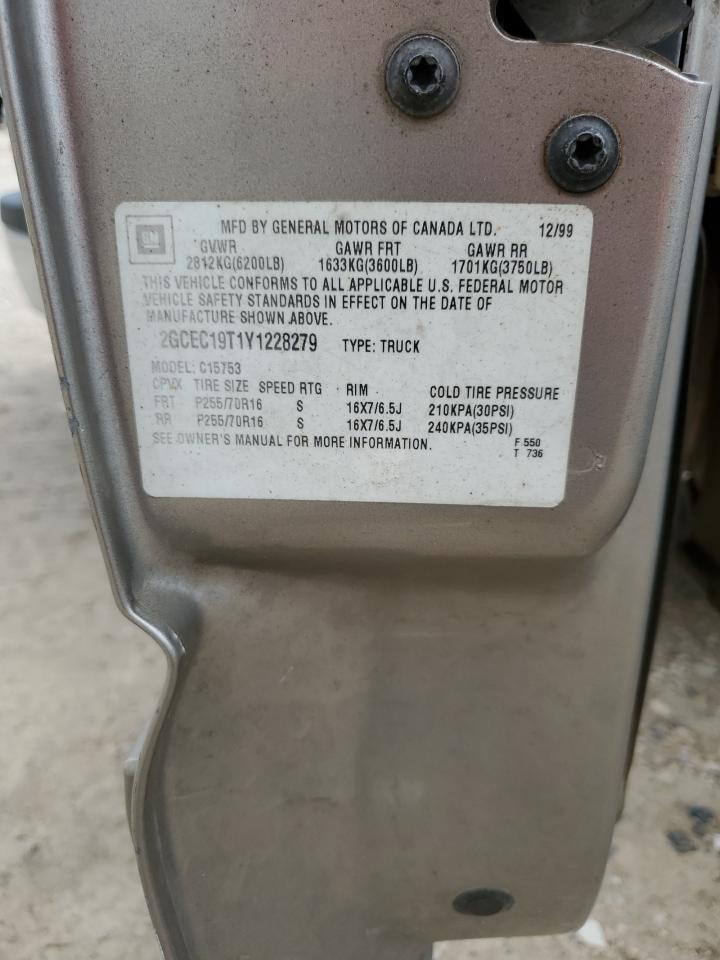 GM
MFD BY GENERAL MOTORS OF CANADA LTD. 12/99
GVWR GAWR FRT GAWR RR
2812KG(6200LB) 1633KG(3600LB) 1701KG(3750LB)
THIS VEHICLE CONFORMS TO ALL APPLICABLE U.S. FEDERAL MOTOR
VEHICLE SAFETY STANDARDS IN EFFECT ON THE DATE OF
MANUFACTURE SHOWN ABOVE.
2GCEC19T1Y1228279 TYPE: TRUCK
MODEL: C15753
CPVX TIRE SIZE SPEED RTG RIM COLD TIRE PRESSURE
FRT P255/70R16 S 16X7/6.5J 210KPA(30PSI)
RR P255/70R16 S 16X7/6.5J 240KPA(35PSI)
SEE OWNER'S MANUAL FOR MORE INFORMATION. F 550
T 736